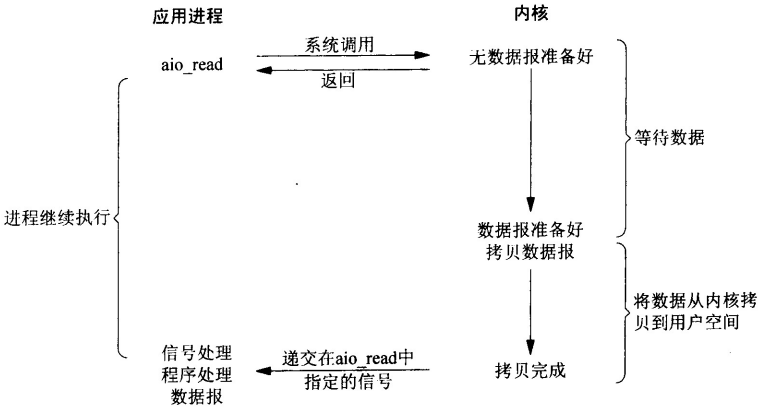 应用进程
内核
系统调用
aio_read
无数据报准备好
返回
等待数据
进程继续执行
数据报准备好
拷贝数据报
将数据从内核拷
贝到用户空间
信号处理
程序处理
数据报
递交在aio_read中
指定的信号
拷贝完成